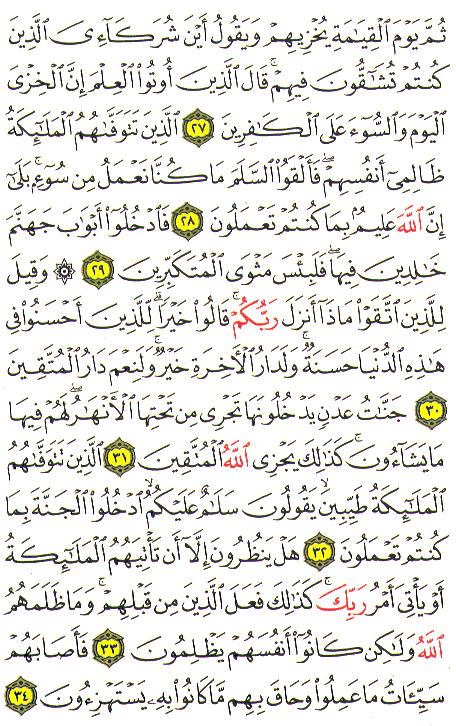 ثُمَّ يَوْمَ ٱلْقِيَـٰمَةِ يُخْزِيهِمْ وَيَقُولُ أَيْنَ شُرَكَآءِىَ ٱلَّذِينَ
كُنتُمْ تُشَـٰٓقُّونَ فِيهِمْ ۚ قَالَ ٱلَّذِينَ أُوتُوا۟ ٱلْعِلْمَ إِنَّ ٱلْخِزْىَ
ٱلْيَوْمَ وَٱلسُّوٓءَ عَلَى ٱلْكَـٰفِرِينَ ﴿٢٧﴾ ٱلَّذِينَ تَتَوَفَّىٰهُمُ ٱلْمَلَـٰٓئِكَةُ
ظَالِمِىٓ أَنفُسِهِمْ ۖ فَأَلْقَوُا۟ ٱلسَّلَمَ مَا كُنَّا نَعْمَلُ مِن سُوٓءٍۭ ۚ بَلَىٰٓ
إِنَّ ٱللَّهَ عَلِيمٌۢ بِمَا كُنتُمْ تَعْمَلُونَ ﴿٢٨﴾ فَٱدْخُلُوٓا۟ أَبْوَٰبَ جَهَنَّمَ
خَـٰلِدِينَ فِيهَا ۖ فَلَبِئْسَ مَثْوَى ٱلْمُتَكَبِّرِينَ ﴿٢٩﴾ ۞ وَقِيلَ
لِلَّذِينَ ٱتَّقَوْا۟ مَاذَآ أَنزَلَ رَبُّكُمْ ۚ قَالُوا۟ خَيْرًا ۗ لِّلَّذِينَ أَحْسَنُوا۟ فِى
هَـٰذِهِ ٱلدُّنْيَا حَسَنَةٌ ۚ وَلَدَارُ ٱلْـَٔاخِرَةِ خَيْرٌ ۚ وَلَنِعْمَ دَارُ ٱلْمُتَّقِينَ
﴿٣٠﴾ جَنَّـٰتُ عَدْنٍ يَدْخُلُونَهَا تَجْرِى مِن تَحْتِهَا ٱلْأَنْهَـٰرُ ۖ لَهُمْ فِيهَا
مَا يَشَآءُونَ ۚ كَذَٰلِكَ يَجْزِى ٱللَّهُ ٱلْمُتَّقِينَ ﴿٣١﴾ ٱلَّذِينَ تَتَوَفَّىٰهُمُ
ٱلْمَلَـٰٓئِكَةُ طَيِّبِينَ ۙ يَقُولُونَ سَلَـٰمٌ عَلَيْكُمُ ۙ ٱدْخُلُوا۟ ٱلْجَنَّةَ بِمَا
كُنتُمْ تَعْمَلُونَ ﴿٣٢﴾ هَلْ يَنظُرُونَ إِلَّآ أَن تَأْتِيَهُمُ ٱلْمَلَـٰٓئِكَةُ
أَوْ يَأْتِىَ أَمْرُ رَبِّكَ ۚ كَذَٰلِكَ فَعَلَ ٱلَّذِينَ مِن قَبْلِهِمْ ۚ وَمَا ظَلَمَهُمُ
ٱللَّهُ وَلَـٰكِن كَانُوٓا۟ أَنفُسَهُمْ يَظْلِمُونَ ﴿٣٣﴾ فَأَصَابَهُمْ
سَيِّـَٔاتُ مَا عَمِلُوا۟ وَحَاقَ بِهِم مَّا كَانُوا۟ بِهِۦ يَسْتَهْزِءُونَ ﴿٣٤﴾